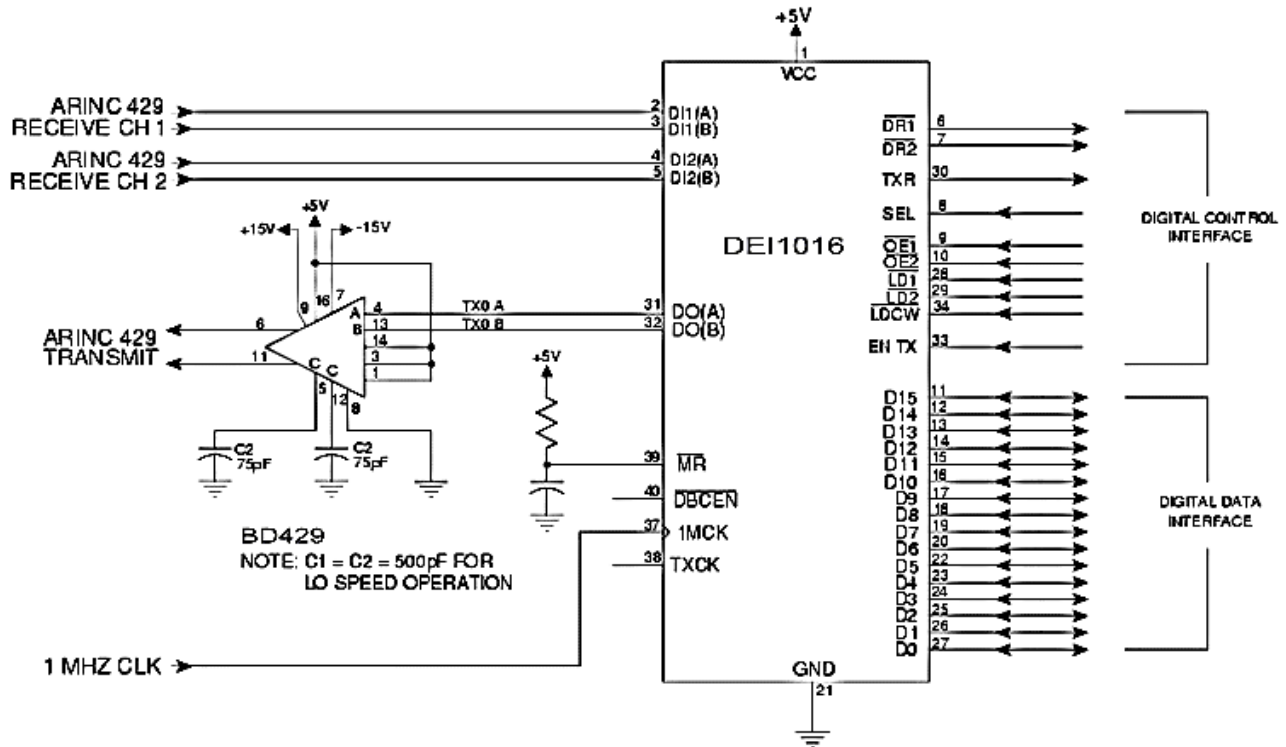 +5V
1
VCC
ARINC 429
RECEIVE CH 1
2 DI1(A)
3 DI1(B)
ARINC 429
RECEIVE CH 2
4 DI2(A)
5 DI2(B)
DEI1016
DR1 6
DR2 7
TXR 30
SEL 8
OE1 9
OE2 10
LD1 28
LD2 29
LDCW 34
EN TX 33
DIGITAL CONTROL
INTERFACE
+5V
+15V
-15V
9 16 7
A 4 TX0 A 31 DO(A)
B 13 TX0 B 32 DO(B)
14
3
1
6
11
ARINC 429
TRANSMIT
C C
5 12 8
C2
75pF
C2
75pF
+5V
39 MR
40 DBCEN
37 1MCK
38 TXCK
BD429
NOTE: C1 = C2 = 500pF FOR
LO SPEED OPERATION
1 MHZ CLK
D15 11
D14 12
D13 13
D12 14
D11 15
D10 16
D9 17
D8 18
D7 19
D6 20
D5 22
D4 23
D3 24
D2 25
D1 26
D0 27
DIGITAL DATA
INTERFACE
GND
21